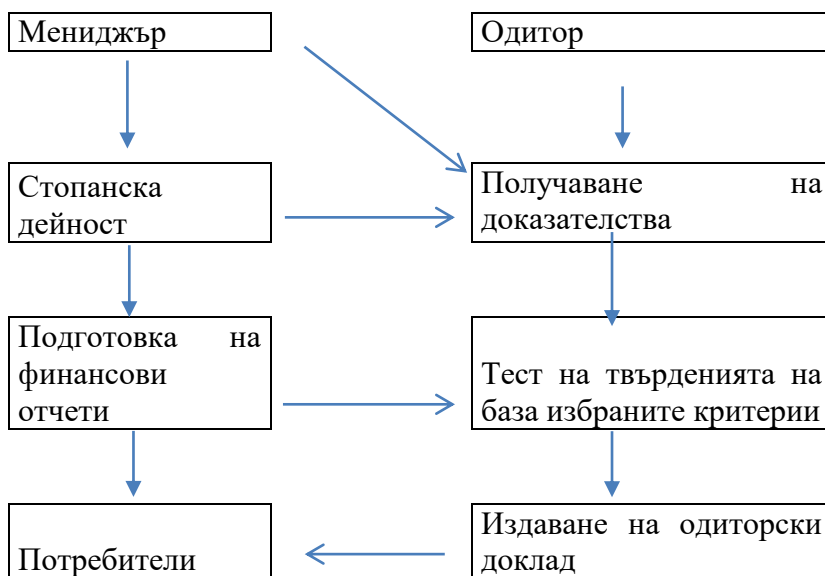 Мениджър
Одитор
Стопанска
дейност
Получаване на
доказателства
Подготовка на
финансови
отчети
Тест на твърденията на
база избраните критерии
Потребители
Издаване на одиторски
доклад